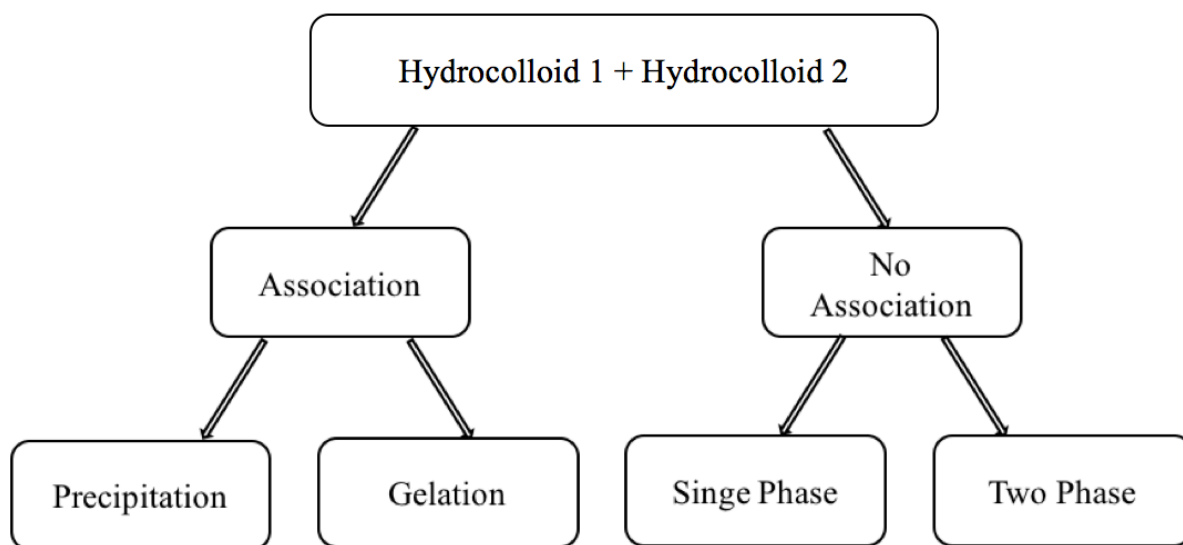 Hydrocolloid 1 + Hydrocolloid 2
Association
No
Association
Precipitation
Gelation
Singe Phase
Two Phase